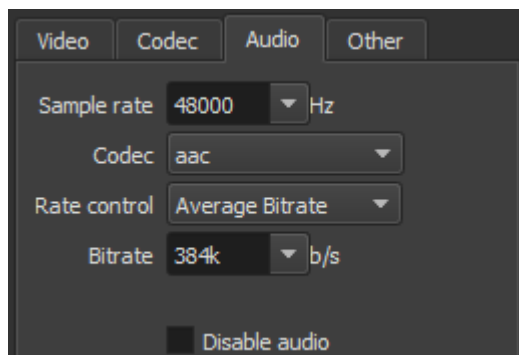 Video Codec Audio Other
Sample rate 48000 Hz
Codec aac
Rate control Average Bitrate
Bitrate 384k b/s
Disable audio